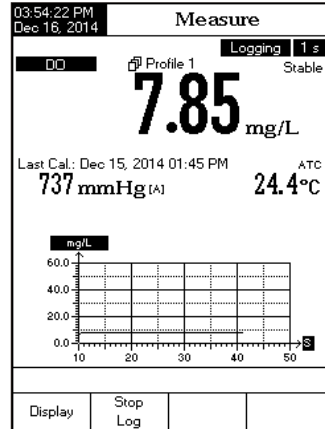 03:54:22 PM
Dec 16, 2014
Measure
Logging 1 s
DO
Profile 1
Stable
7.85 mg/L
Last Cal.: Dec 15, 2014 01:45 PM
ATC
737 mmHg [A]
24.4°C
mg/L
60.0
40.0
20.0
0.0
10 20 30 40 50
S
Display
Stop
Log